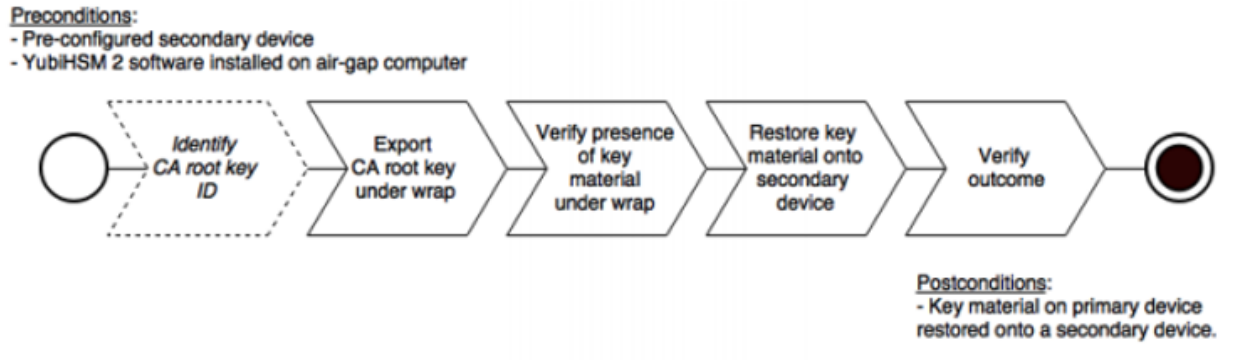 Preconditions:
- Pre-configured secondary device
- YubiHSM 2 software installed on air-gap computer
Identify
CA root key
ID
Export
CA root key
under wrap
Verify presence
of key
material
under wrap
Restore key
material onto
secondary
device
Verify
outcome
Postconditions:
- Key material on primary device
restored onto a secondary device.